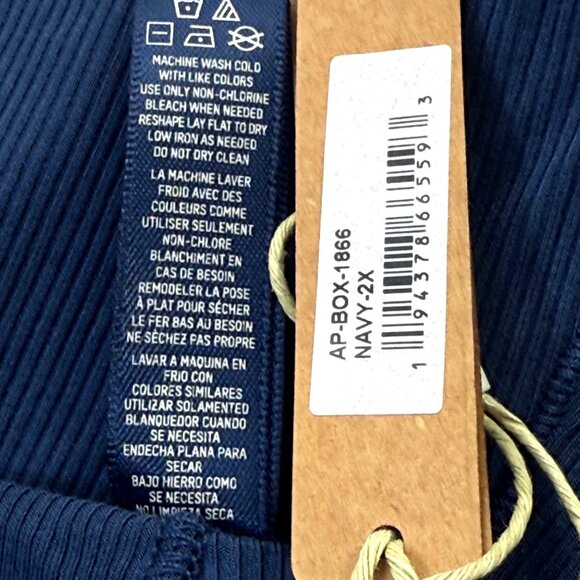 MACHINE WASH COLD
WITH LIKE COLORS
USE ONLY NON-CHLORINE
BLEACH WHEN NEEDED
RESHAPE LAY FLAT TO DRY
LOW IRON AS NEEDED
DO NOT DRY CLEAN
LA MACHINE LAVER
FROID AVEC DES
COULEURS COMME
UTILISER SEULEMENT
NON-CHLORE
BLANCHIMENT EN
CAS DE BESOIN
REMODELER LA POSE
À PLAT POUR SÉCHER
LE FER BAS AU BESOIN
NE SÉCHEZ PAS PROPRE
LAVAR A MAQUINA EN
FRIO CON
COLORES SIMILARES
UTILIZAR SOLAMENTED
BLANQUEDOR CUANDO
SE NECESITA
ENDECHA PLANA PARA
SECAR
BAJO HIERRO COMO
SE NECESITA
NO LIMPIEZA SECA
AP-BOX-1866
NAVY-2X
1 94378 66559 3